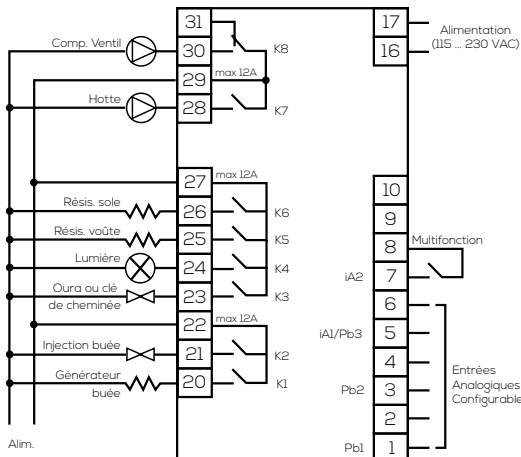 31
30
29
28
Comp. Ventil
Hotte
K8
max 12A
K7
17
16
Alimentation
(115 ... 230 VAC)
27
26
25
24
23
22
21
20
max 12A
Résis. sole
K6
Résis. voûte
K5
Lumière
K4
Oura ou clé
de cheminée
K3
max 12A
Injection buée
K2
Générateur
buée
K1
Alim.
10
9
8
7
6
5
4
3
2
1
Multifonction
iA2
iA1/Pb3
Pb2
Pb1
Entrées
Analogiques
Configurable